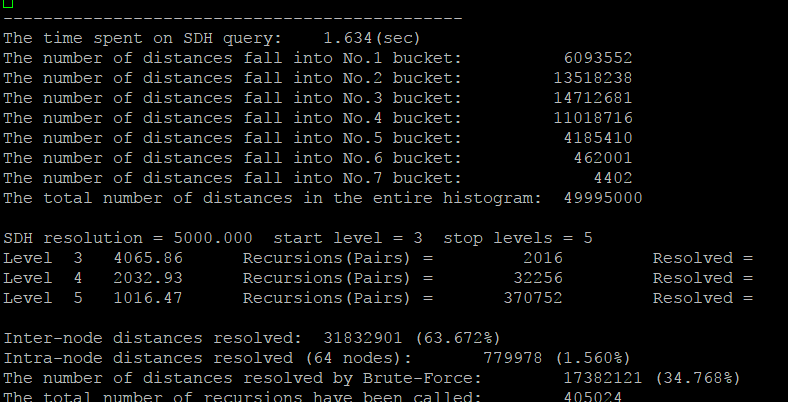 ---------------------------------------------
The time spent on SDH query:    1.634(sec)
The number of distances fall into No.1 bucket:          6093552
The number of distances fall into No.2 bucket:         13518238
The number of distances fall into No.3 bucket:         14712681
The number of distances fall into No.4 bucket:         11018716
The number of distances fall into No.5 bucket:          4185410
The number of distances fall into No.6 bucket:           462001
The number of distances fall into No.7 bucket:             4402
The total number of distances in the entire histogram:  49995000
SDH resolution = 5000.000  start level = 3  stop levels = 5
Level  3   4065.86      Recursions(Pairs) =         2016         Resolved =
Level  4   2032.93      Recursions(Pairs) =        32256         Resolved =
Level  5   1016.47      Recursions(Pairs) =       370752         Resolved =
Inter-node distances resolved:  31832901 (63.672%)
Intra-node distances resolved (64 nodes):       779978 (1.560%)
The number of distances resolved by Brute-Force:        17382121 (34.768%)
The total number of recursions have been called:        405024